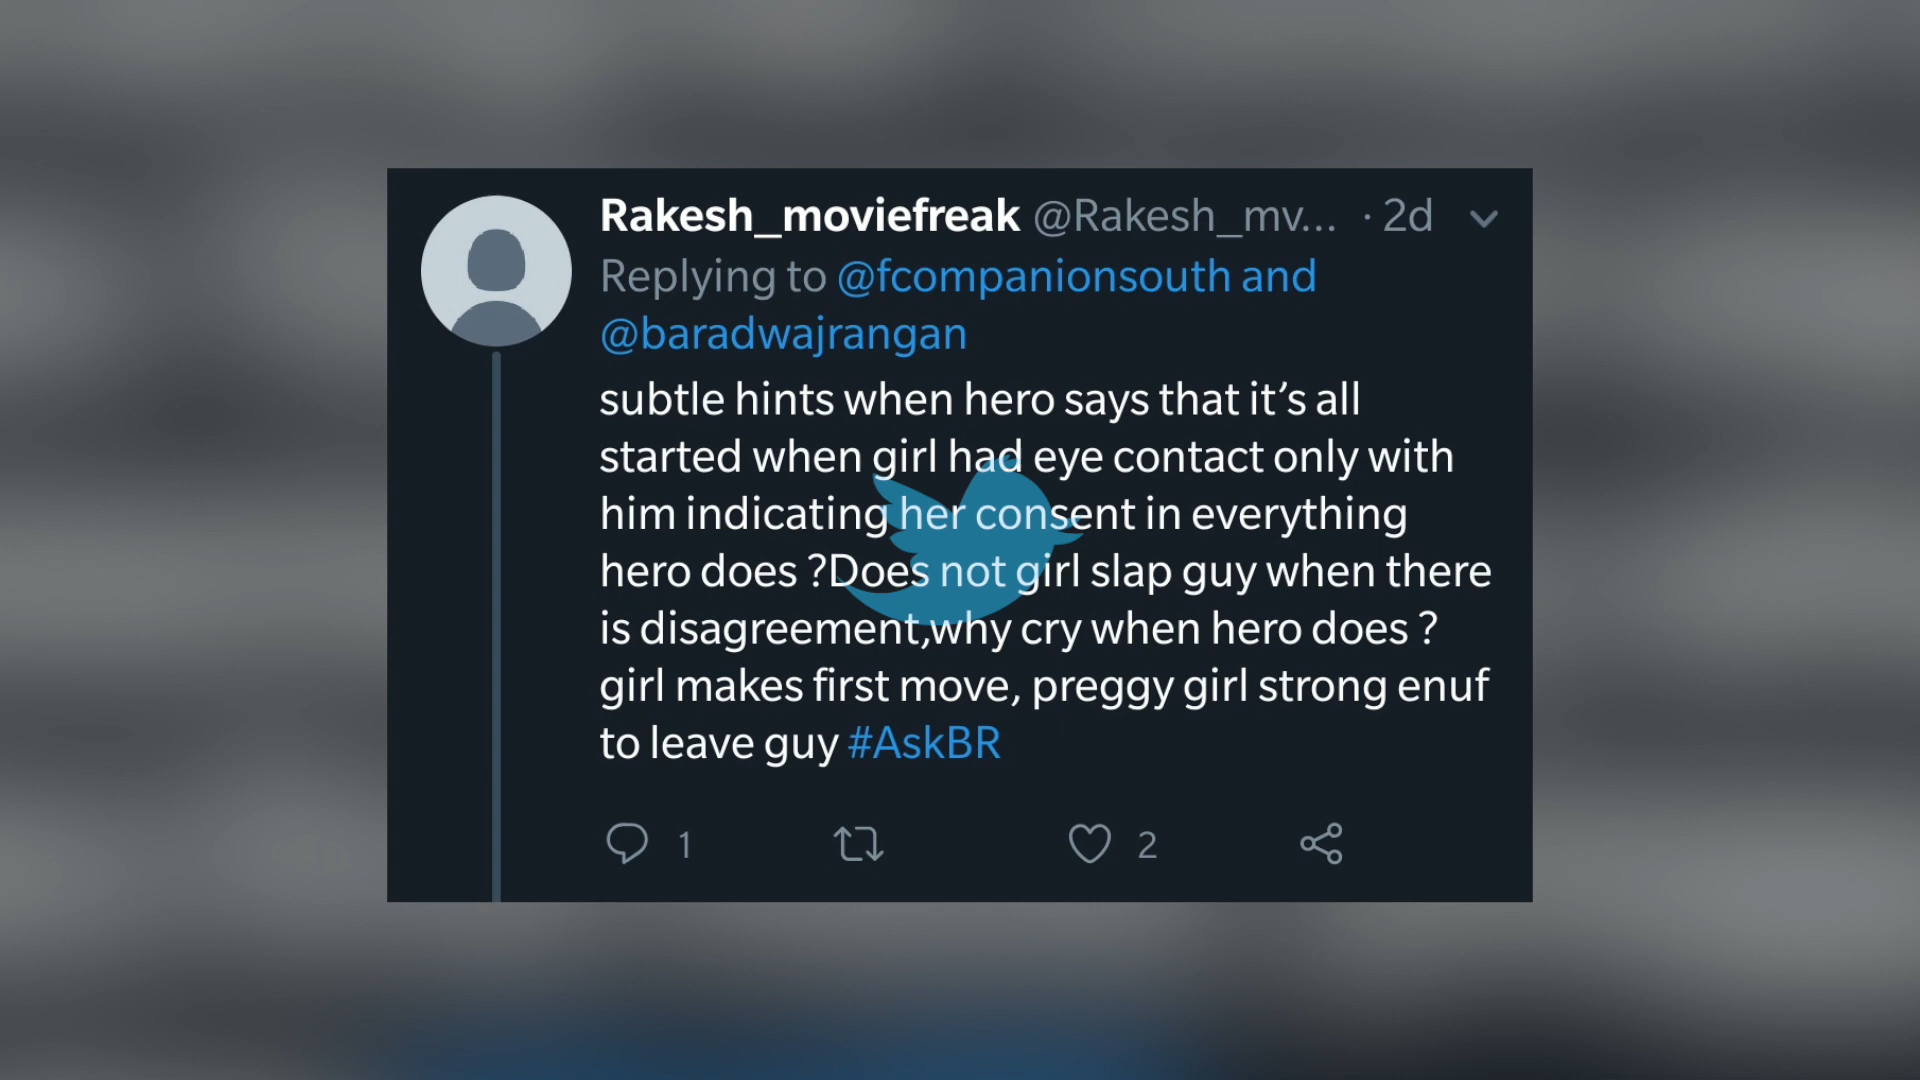 Rakesh_moviefreak @Rakesh_mv... · 2d
Replying to @fcompanionsouth and
@baradwajrangan
subtle hints when hero says that it’s all
started when girl had eye contact only with
him indicating her consent in everything
hero does ?Does not girl slap guy when there
is disagreement,why cry when hero does ?
girl makes first move, preggy girl strong enuf
to leave guy #AskBR
1 2